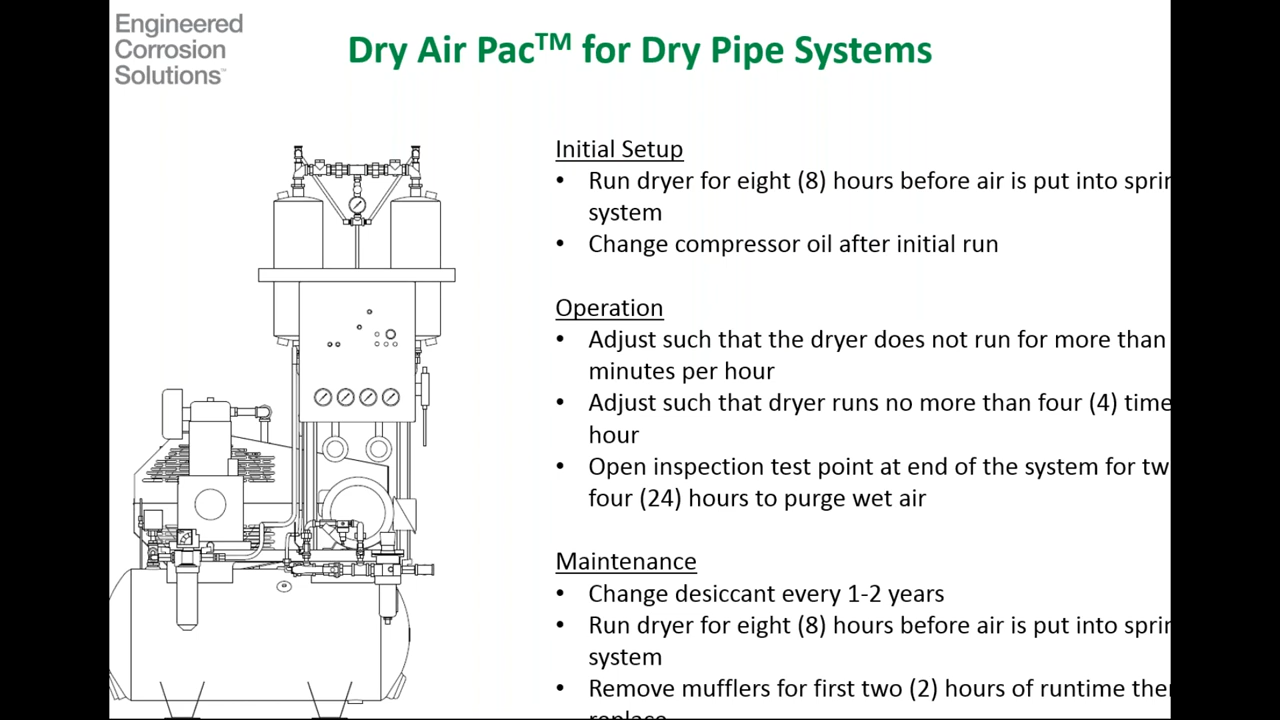 Engineered
Corrosion
Solutions™
Dry Air Pac™ for Dry Pipe Systems
Initial Setup
• Run dryer for eight (8) hours before air is put into
system
• Change compressor oil after initial run
Operation
• Adjust such that the dryer does not run for more than
minutes per hour
• Adjust such that dryer runs no more than four (4) time
hour
• Open inspection test point at end of the system for
four (24) hours to purge wet air
Maintenance
• Change desiccant every 1-2 years
• Run dryer for eight (8) hours before air is put into
system
• Remove mufflers for first two (2) hours of runtime
replace